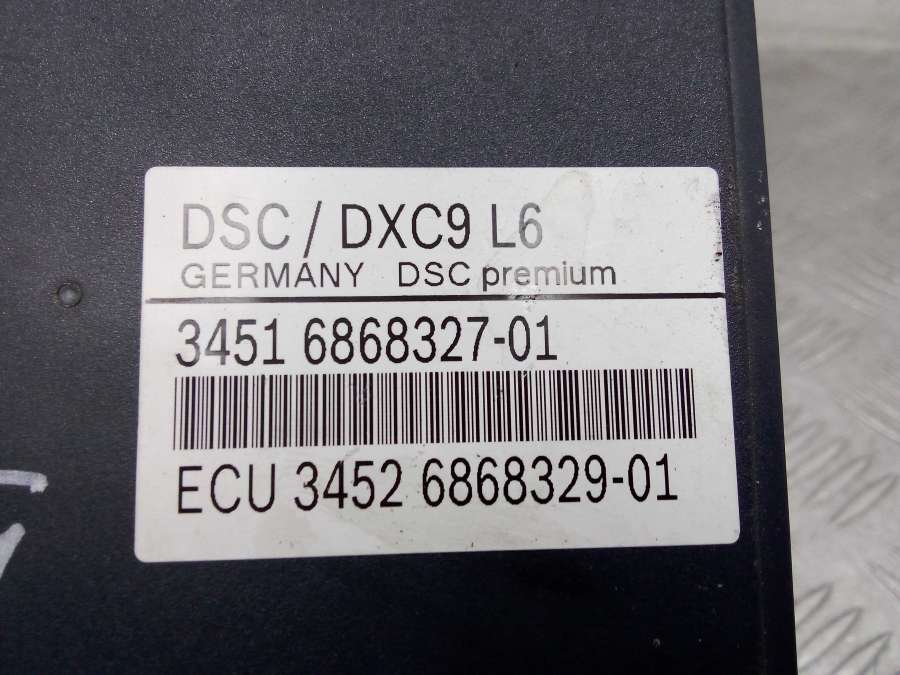 DSC / DXC9 L6
GERMANY DSC premium
3451 6868327-01
ECU 3452 6868329-01